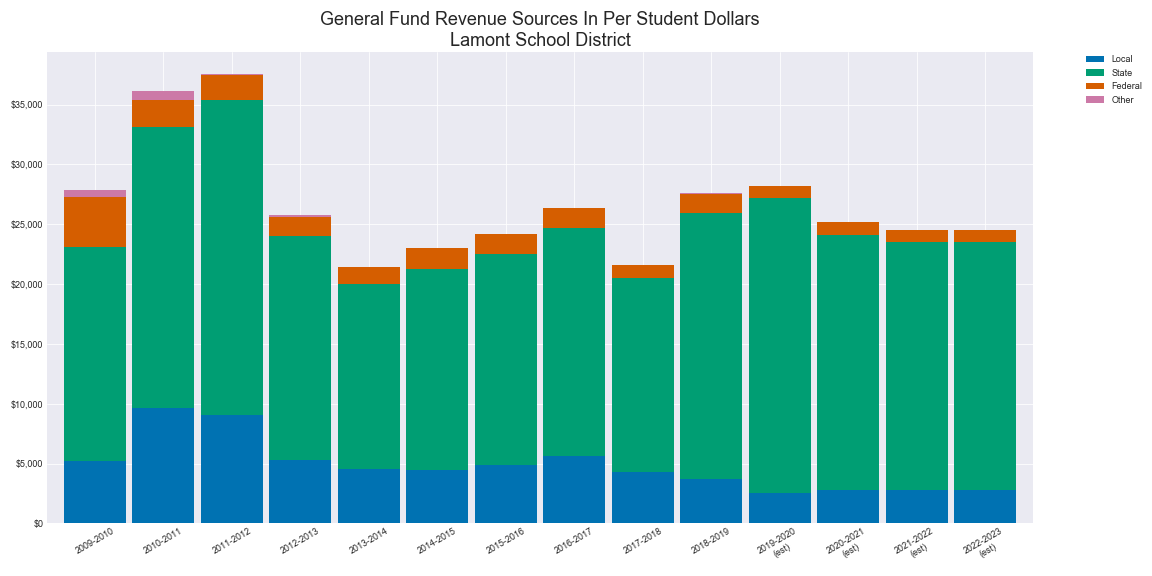 General Fund Revenue Sources In Per Student Dollars
Lamont School District
Local
State
Federal
Other
$35,000
$30,000
$25,000
$20,000
$15,000
$10,000
$5,000
$0
2009-2010
2010-2011
2011-2012
2012-2013
2013-2014
2014-2015
2015-2016
2016-2017
2017-2018
2018-2019
2019-2020
(est)
2020-2021
(est)
2021-2022
(est)
2022-2023
(est)